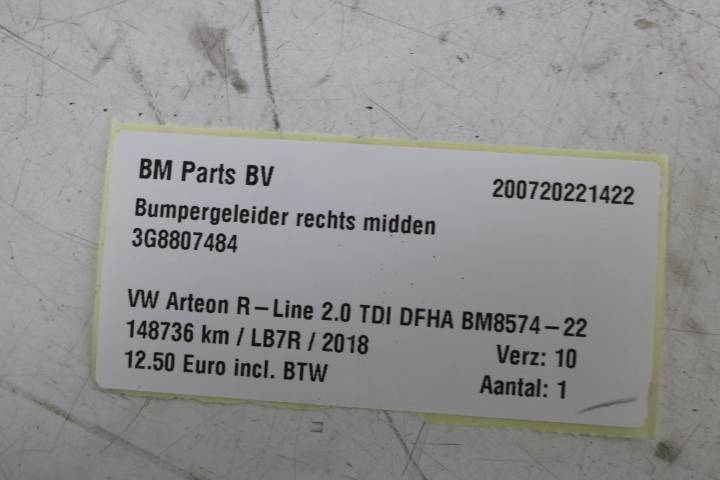 BM Parts BV 200720221422
Bumpergeleider rechts midden
3G8807484
VW Arteon R-Line 2.0 TDI DFHA BM8574-22
148736 km / LB7R / 2018 Verz: 10
12.50 Euro incl. BTW Aantal: 1